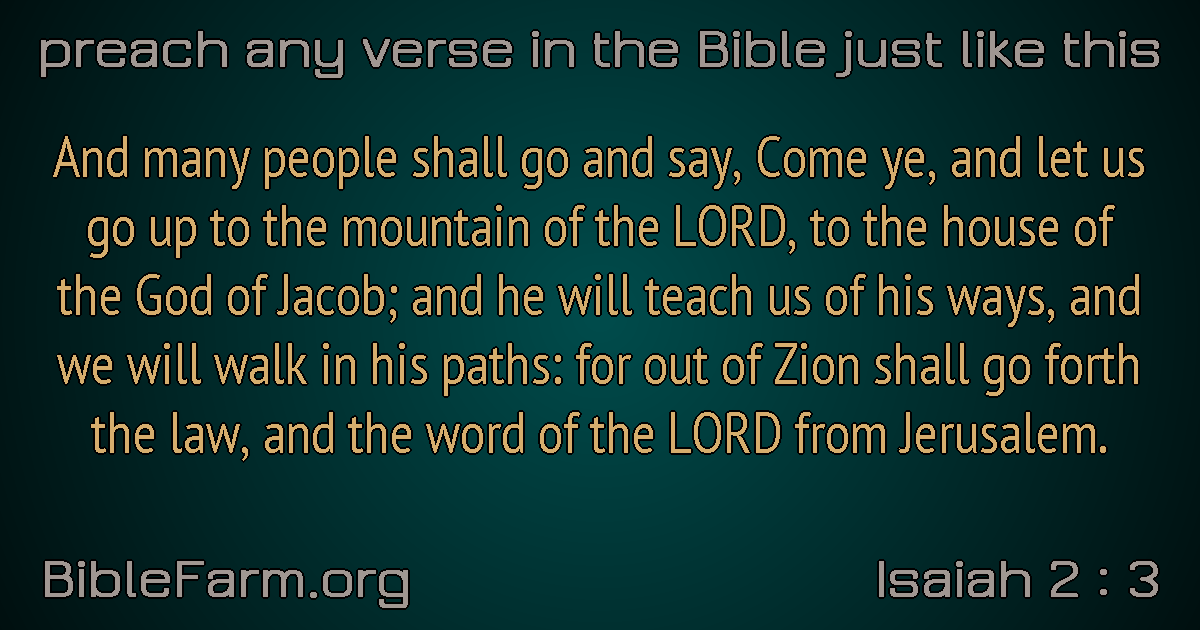 preach any verse in the Bible just like this
And many people shall go and say, Come ye, and let us
go up to the mountain of the LORD, to the house of
the God of Jacob; and he will teach us of his ways, and
we will walk in his paths: for out of Zion shall go forth
the law, and the word of the LORD from Jerusalem.
BibleFarm.org
Isaiah 2 : 3